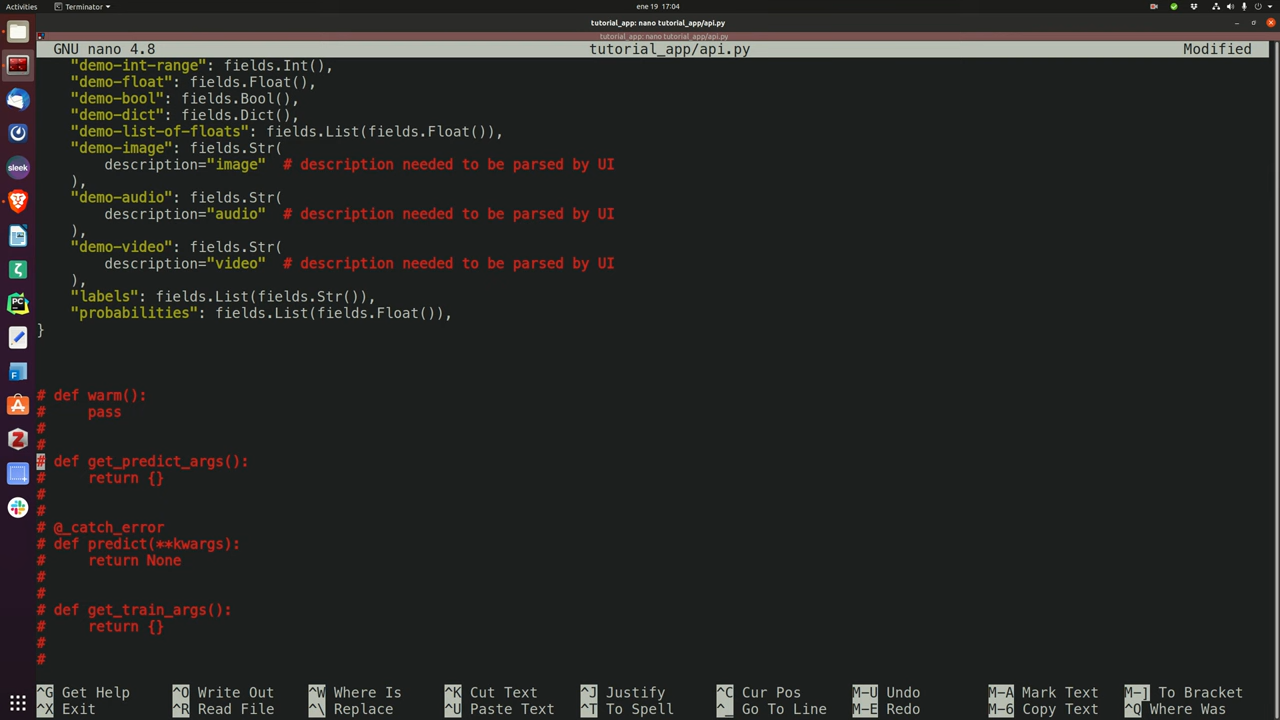 Activities Terminator ene 19 17:04
tutorial_app: nano tutorial_app/api.py
tutorial_app: nano tutorial_app/api.py
GNU nano 4.8 tutorial_app/api.py Modified
"demo-int-range": fields.Int(),
"demo-float": fields.Float(),
"demo-bool": fields.Bool(),
"demo-dict": fields.Dict(),
"demo-list-of-floats": fields.List(fields.Float()),
"demo-image": fields.Str(
description="image" # description needed to be parsed by UI
),
"demo-audio": fields.Str(
description="audio" # description needed to be parsed by UI
),
"demo-video": fields.Str(
description="video" # description needed to be parsed by UI
),
"labels": fields.List(fields.Str()),
"probabilities": fields.List(fields.Float()),
}
# def warm():
# pass
#
#
# def get_predict_args():
# return {}
#
#
# @_catch_error
# def predict(**kwargs):
# return None
#
#
# def get_train_args():
# return {}
#
#
^G Get Help ^O Write Out ^W Where Is ^K Cut Text ^J Justify ^C Cur Pos M-U Undo M-A Mark Text M-] To Bracket
^X Exit ^R Read File ^\ Replace ^U Paste Text ^T To Spell ^_ Go To Line M-E Redo M-6 Copy Text ^Q Where Was
sleek
PC